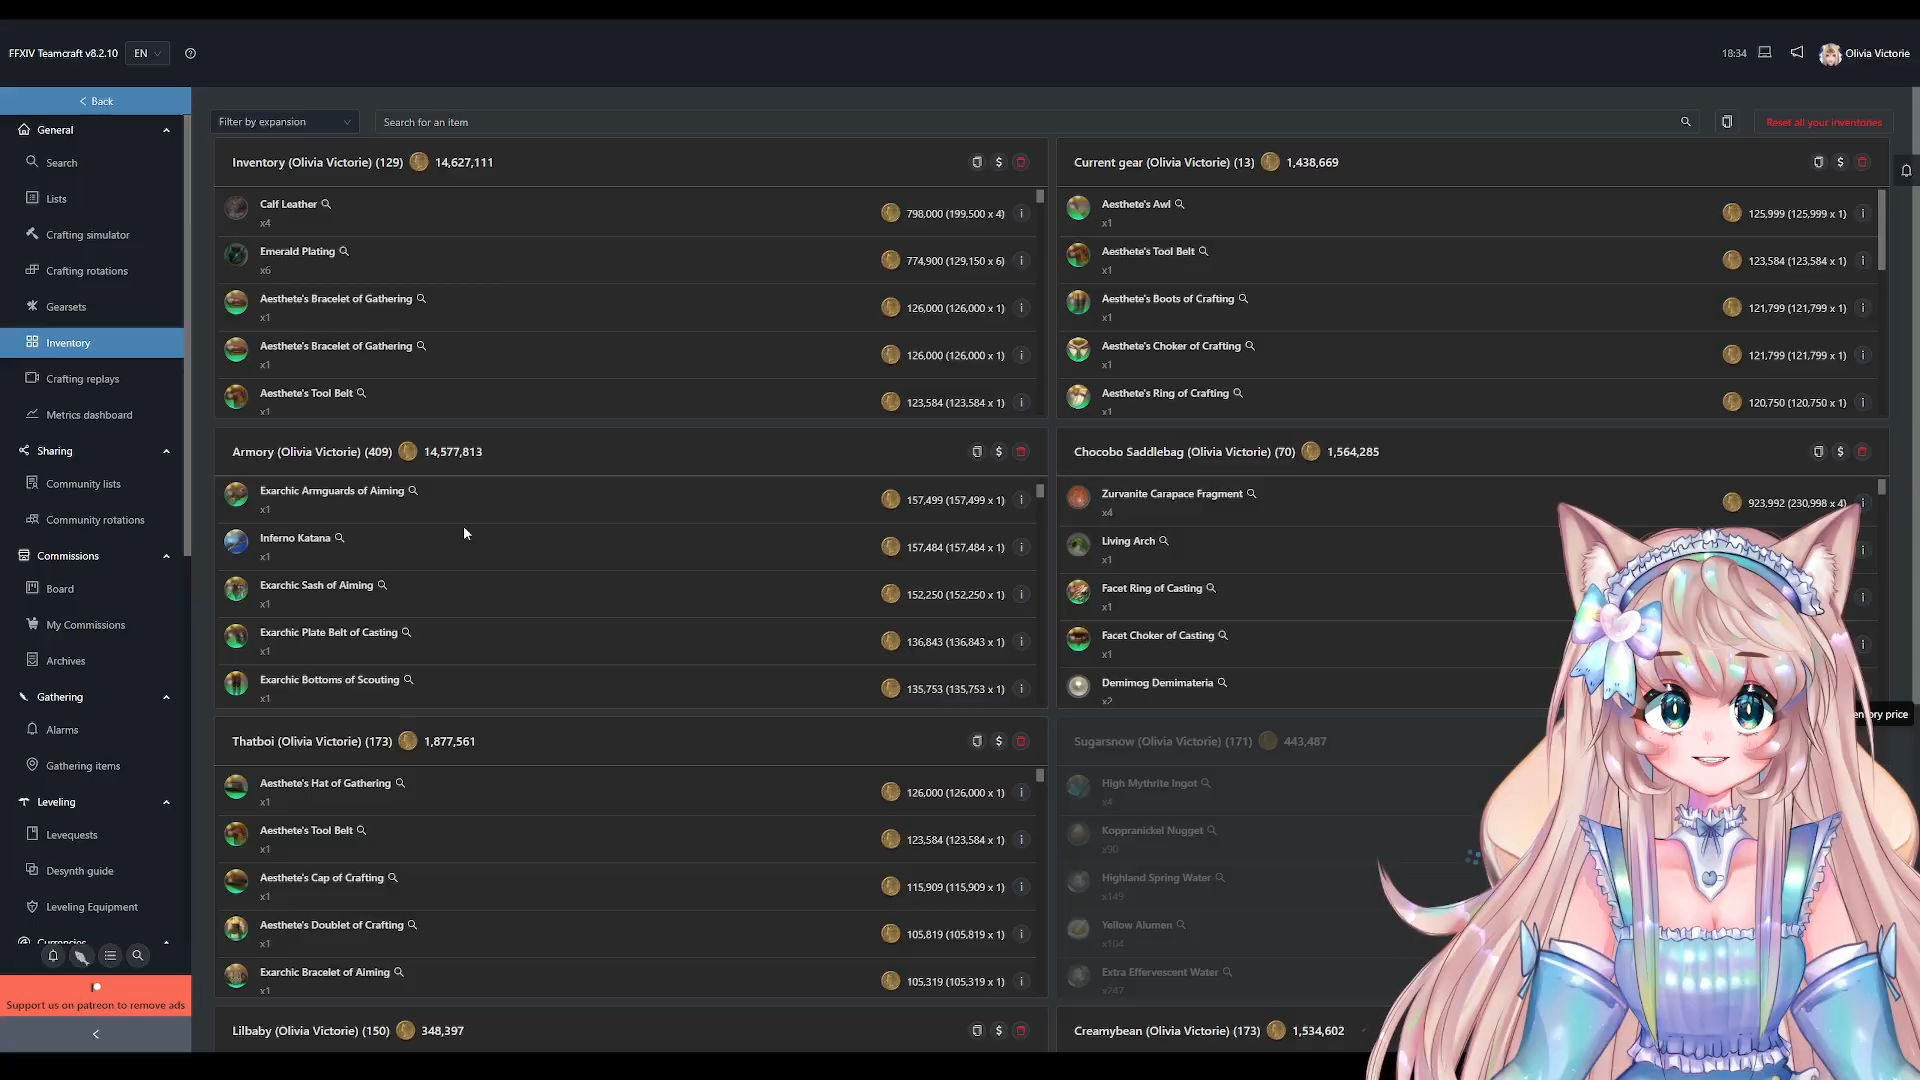 FFXIV Teamcraft v8.2.10
EN
18:34
Olivia Victorie
Back
General
Search
Lists
Crafting simulator
Crafting rotations
Gearsets
Inventory
Crafting replays
Metrics dashboard
Sharing
Community lists
Community rotations
Commissions
Board
My Commissions
Archives
Gathering
Alarms
Gathering items
Leveling
Levequests
Desynth guide
Leveling Equipment
Currencies
Support us on patreon to remove ads
Filter by expansion
Search for an item
Reset all your inventories
Inventory (Olivia Victorie) (129) 14,627,111
$
Calf Leather
x4
798,000 (199,500 x 4)
Emerald Plating
x6
774,900 (129,150 x 6)
Aesthete's Bracelet of Gathering
x1
126,000 (126,000 x 1)
Aesthete's Bracelet of Gathering
x1
126,000 (126,000 x 1)
Aesthete's Tool Belt
x1
123,584 (123,584 x 1)
Current gear (Olivia Victorie) (13) 1,438,669
$
Aesthete's Awl
x1
125,999 (125,999 x 1)
Aesthete's Tool Belt
x1
123,584 (123,584 x 1)
Aesthete's Boots of Crafting
x1
121,799 (121,799 x 1)
Aesthete's Choker of Crafting
x1
121,799 (121,799 x 1)
Aesthete's Ring of Crafting
x1
120,750 (120,750 x 1)
Armory (Olivia Victorie) (409) 14,577,813
$
Exarchic Armguards of Aiming
x1
157,499 (157,499 x 1)
Inferno Katana
x1
157,484 (157,484 x 1)
Exarchic Sash of Aiming
x1
152,250 (152,250 x 1)
Exarchic Plate Belt of Casting
x1
136,843 (136,843 x 1)
Exarchic Bottoms of Scouting
x1
135,753 (135,753 x 1)
Chocobo Saddlebag (Olivia Victorie) (70) 1,564,285
$
Zurvanite Carapace Fragment
x4
923,992 (230,998 x 4)
Living Arch
x1
Facet Ring of Casting
x1
Facet Choker of Casting
x1
Demimog Demimateria
x2
Thatboi (Olivia Victorie) (173) 1,877,561
$
Aesthete's Hat of Gathering
x1
126,000 (126,000 x 1)
Aesthete's Tool Belt
x1
123,584 (123,584 x 1)
Aesthete's Cap of Crafting
x1
115,909 (115,909 x 1)
Aesthete's Doublet of Crafting
x1
105,819 (105,819 x 1)
Exarchic Bracelet of Aiming
x1
105,319 (105,319 x 1)
Sugarsnow (Olivia Victorie) (171) 443,487
price
High Mythrite Ingot
x4
Koppranickel Nugget
x90
Highland Spring Water
x149
Yellow Alumen
x104
Extra Effervescent Water
x247
Lilbaby (Olivia Victorie) (150) 348,397
$
Creamybean (Olivia Victorie) (173) 1,534,602